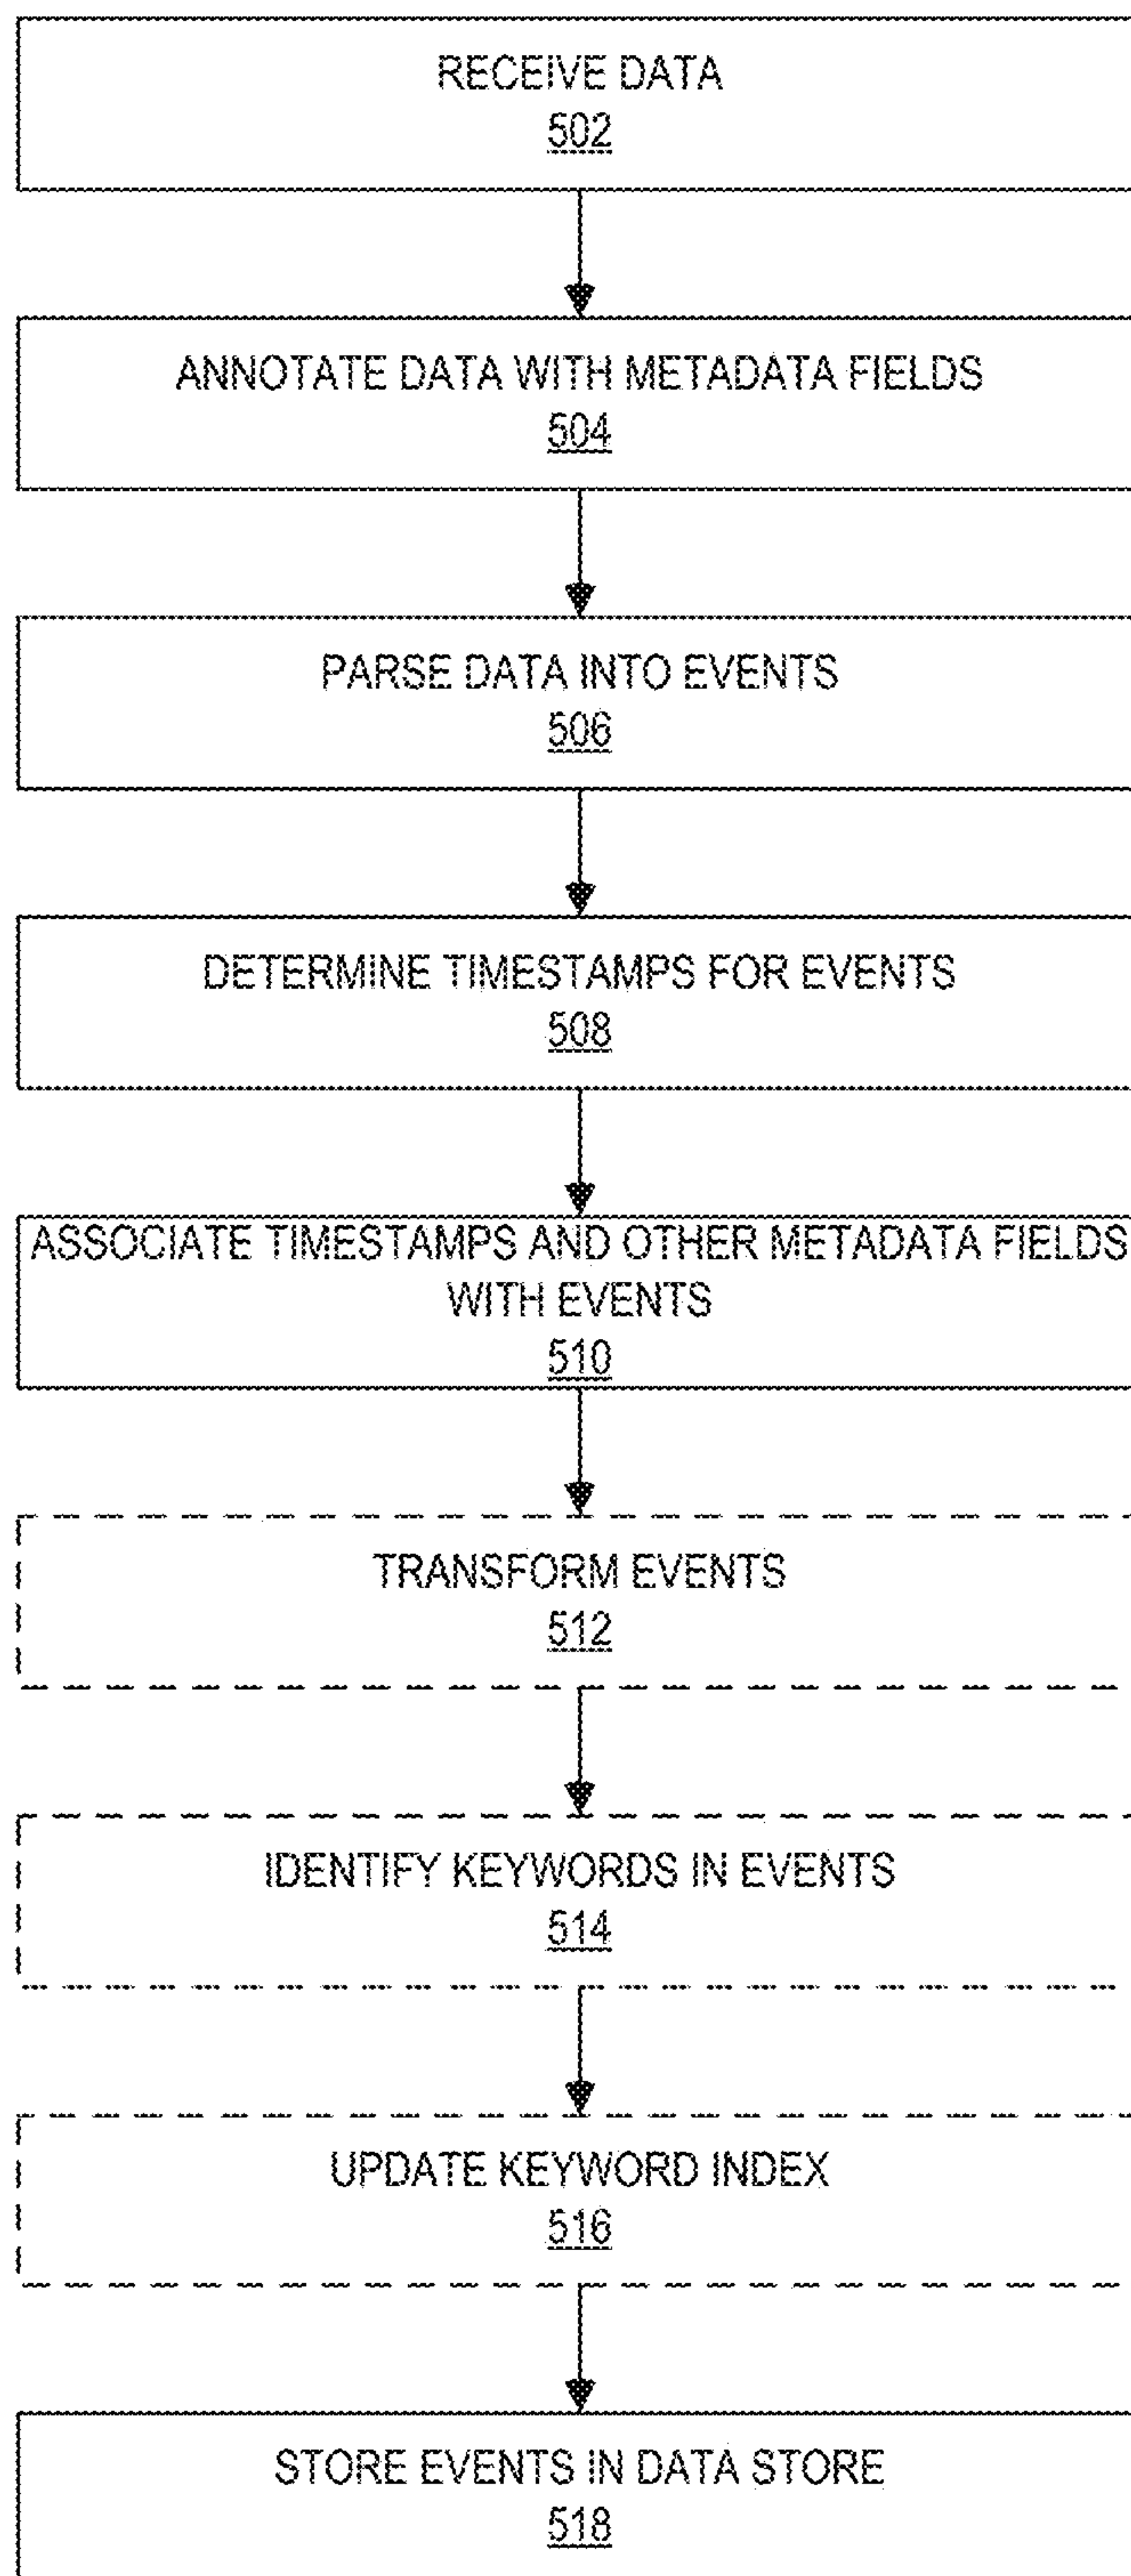 RECEIVE DATA
502
ANNOTATE DATA WITH METADATA FIELDS
504
PARSE DATA INTO EVENTS
506
DETERMINE TIMESTAMPS FOR EVENTS
508
ASSOCIATE TIMESTAMPS AND OTHER METADATA FIELDS
WITH EVENTS
510
TRANSFORM EVENTS
512
IDENTIFY KEYWORDS IN EVENTS
514
UPDATE KEYWORD INDEX
516
STORE EVENTS IN DATA STORE
518